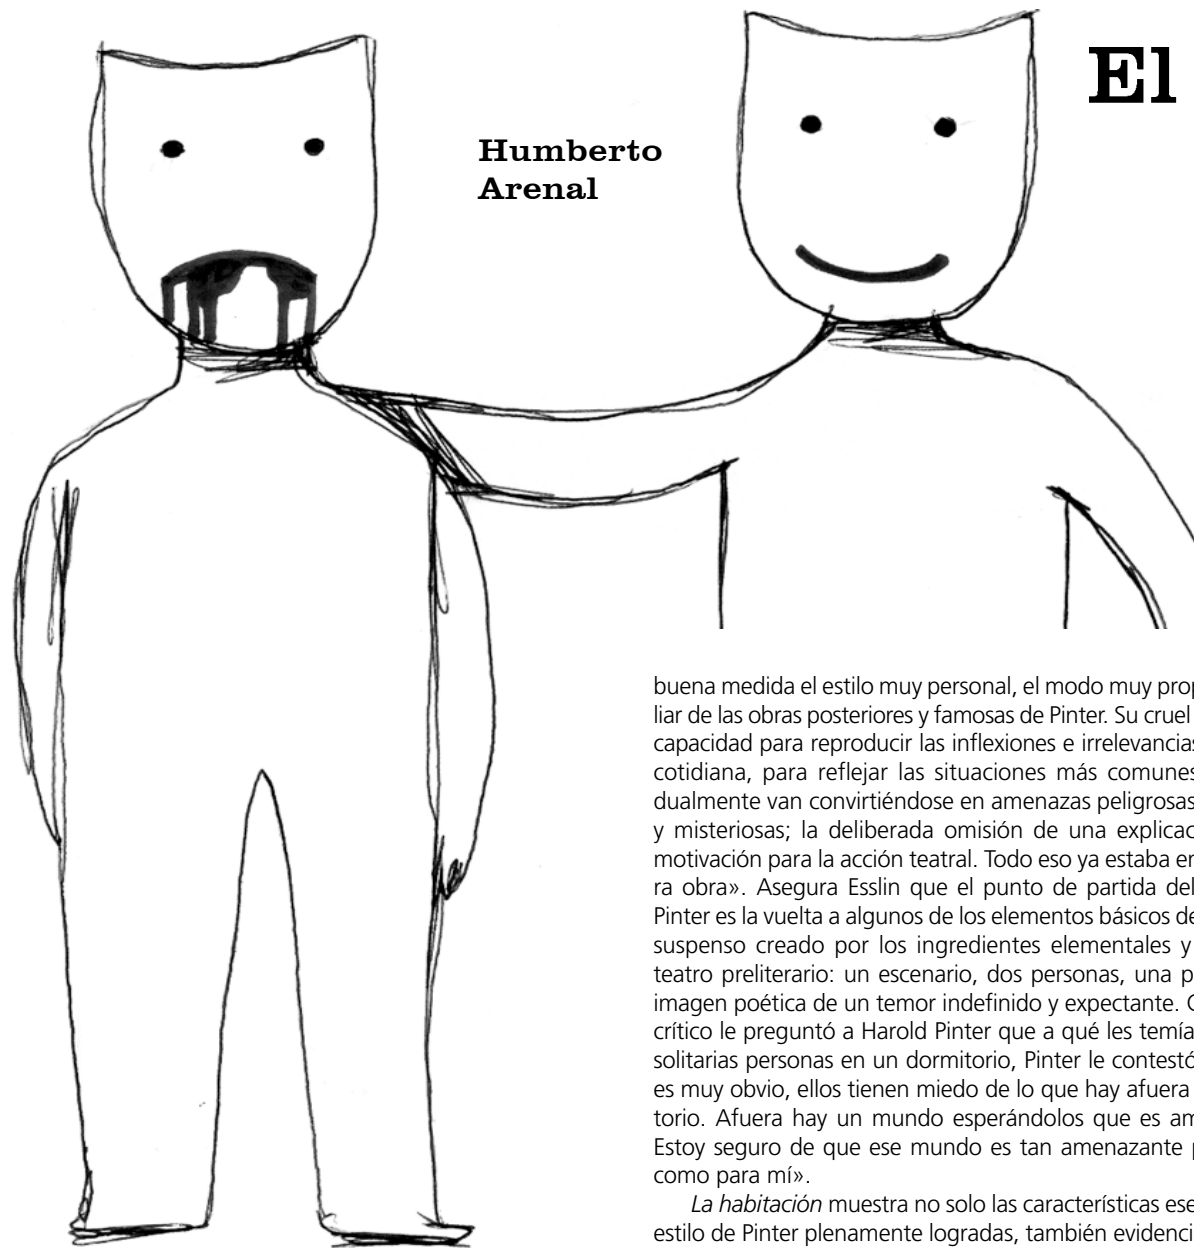 El
Humberto
Arenal
buena medida el estilo muy personal, el modo muy prop
liar de las obras posteriores y famosas de Pinter. Su cruel
capacidad para reproducir las inflexiones e irrelevancias
cotidiana, para reflejar las situaciones más comunes
dualmente van convirtiéndose en amenazas peligrosas
y misteriosas; la deliberada omisión de una explicac
motivación para la acción teatral. Todo eso ya estaba en
ra obra». Asegura Esslin que el punto de partida del
Pinter es la vuelta a algunos de los elementos básicos de
suspenso creado por los ingredientes elementales y
teatro preliterario: un escenario, dos personas, una p
imagen poética de un temor indefinido y expectante. C
crítico le preguntó a Harold Pinter que a qué les temía
solitarias personas en un dormitorio, Pinter le contestó
es muy obvio, ellos tienen miedo de lo que hay afuera
torio. Afuera hay un mundo esperándolos que es am
Estoy seguro de que ese mundo es tan amenazante p
como para mí».
La habitación muestra no solo las características ese
estilo de Pinter plenamente logradas, también evidenci